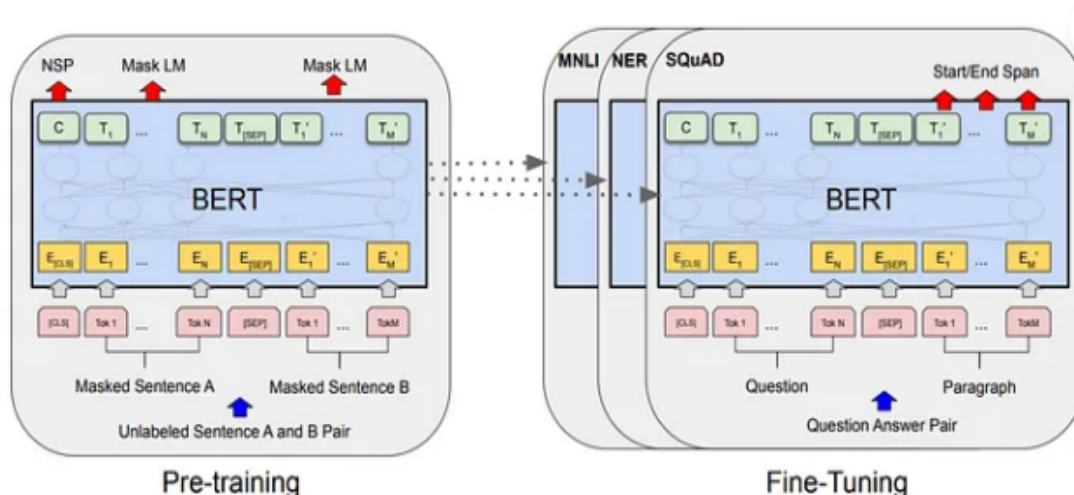 NSP Mask LM Mask LM
C T1 ... TN T[SEP] T1' ... TM'
BERT
E[CLS] E1 ... EN E[SEP] E1' ... EM'
[CLS] Tok 1 ... Tok N [SEP] Tok 1 ... TokM
Masked Sentence A Masked Sentence B
Unlabeled Sentence A and B Pair
Pre-training
MNLI NER SQuAD
Start/End Span
C T1 ... TN T[SEP] T1' ... TM'
BERT
E[CLS] E1 ... EN E[SEP] E1' ... EM'
[CLS] Tok 1 ... Tok N [SEP] Tok 1 ... TokM
Question Paragraph
Question Answer Pair
Fine-Tuning